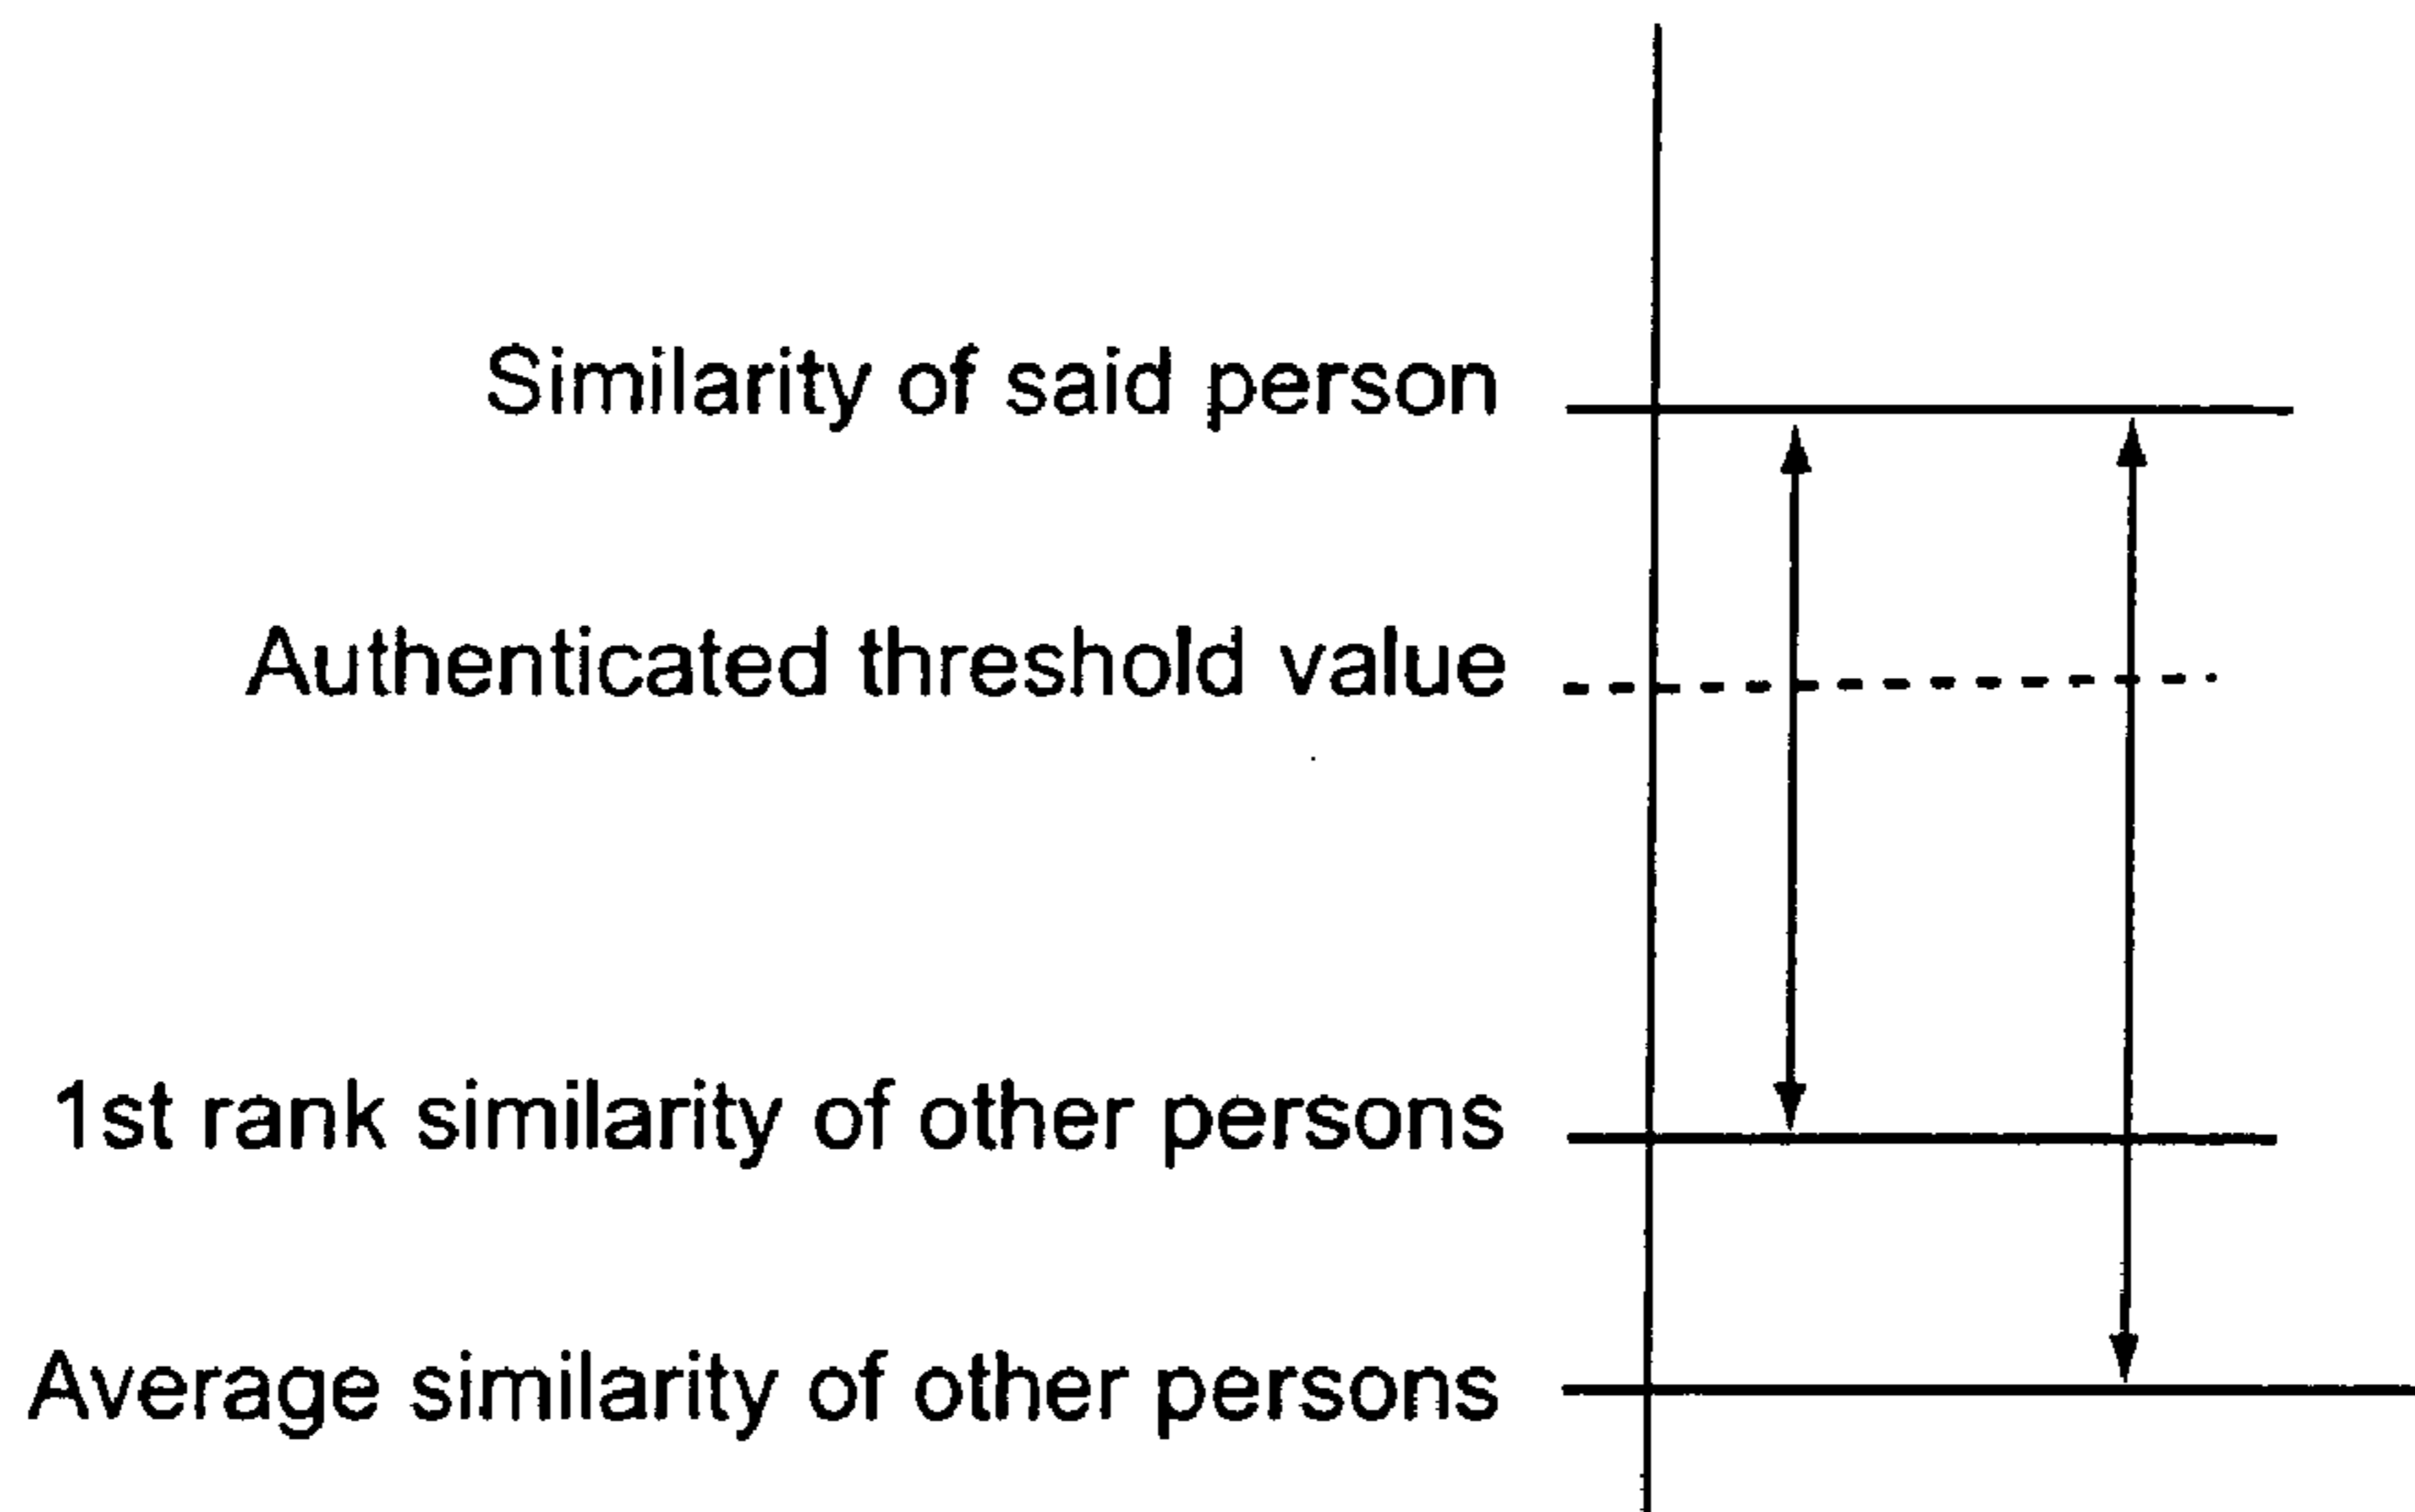 Similarity of said person
Authenticated threshold value
1st rank similarity of other persons
Average similarity of other persons